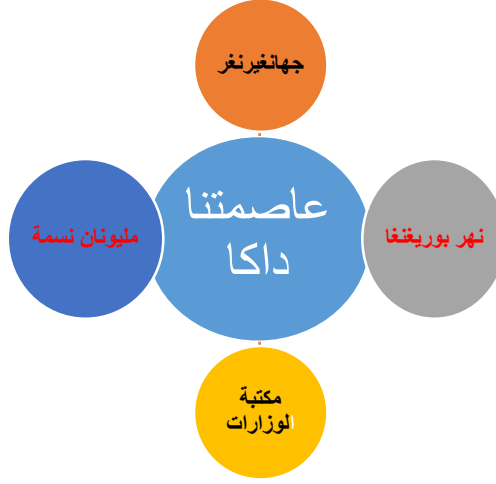 جهانغيرنغر
عاصمتنا
داكا
نهر بوريغنغا
مليونان نسمة
مكتبة
الوزارات